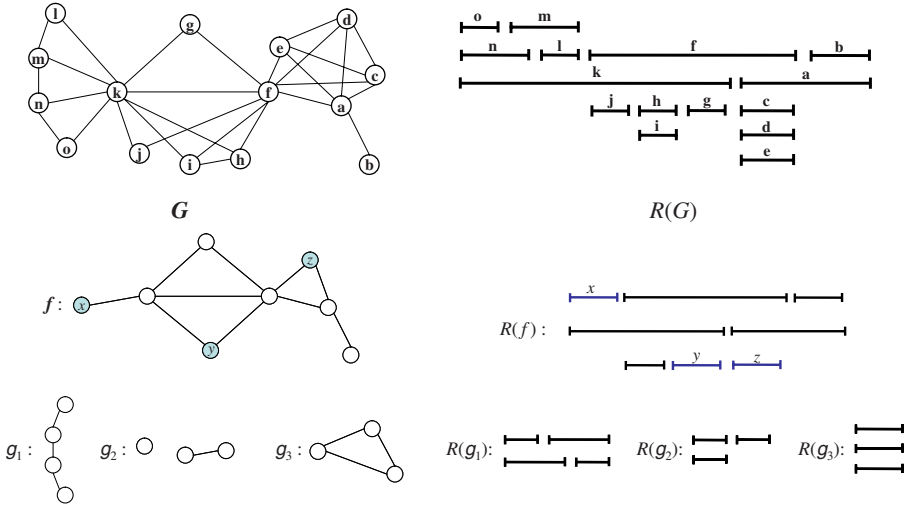 l
g
d
e
m
c
k
f
n
a
o
j
i
h
b
G
o m
n l f b
k a
j h g c
i d
e
R(G)
f : x z y
x
R(f) :
y z
g1 : g2 : g3 :
R(g1): R(g2): R(g3):